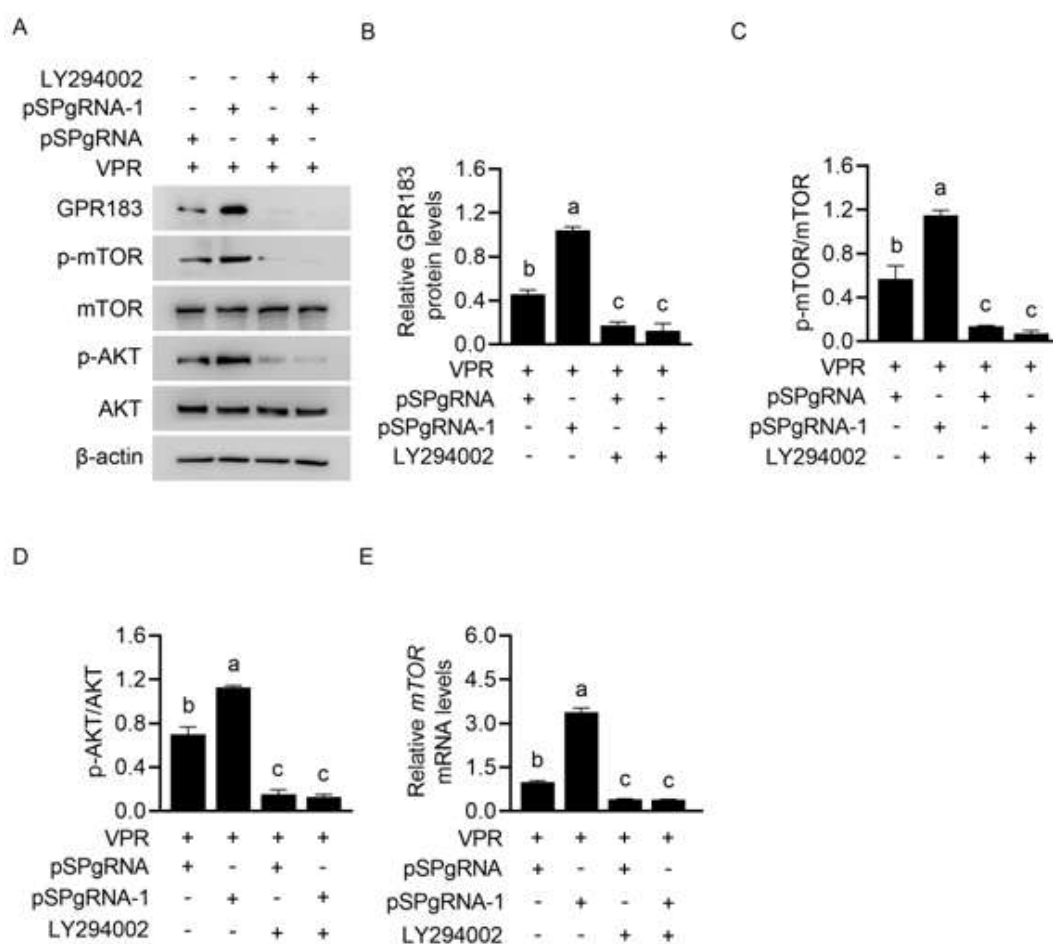 A
LY294002 - - + +
pSPgRNA-1 - + - +
pSPgRNA + - + -
VPR + + + +
GPR183
p-mTOR
mTOR
p-AKT
AKT
β-actin
B
Relative GPR183
protein levels
1.6
1.2
0.8
0.4
0.0
b a c c
VPR + + + +
pSPgRNA + - + -
pSPgRNA-1 - + - +
LY294002 - - + +
C
p-mTOR/mTOR
1.6
1.2
0.8
0.4
0.0
b a c c
VPR + + + +
pSPgRNA + - + -
pSPgRNA-1 - + - +
LY294002 - - + +
D
p-AKT/AKT
1.6
1.2
0.8
0.4
0.0
b a c c
VPR + + + +
pSPgRNA + - + -
pSPgRNA-1 - + - +
LY294002 - - + +
E
Relative mTOR
mRNA levels
6.0
4.5
3.0
1.5
0.0
b a c c
VPR + + + +
pSPgRNA + - + -
pSPgRNA-1 - + - +
LY294002 - - + +